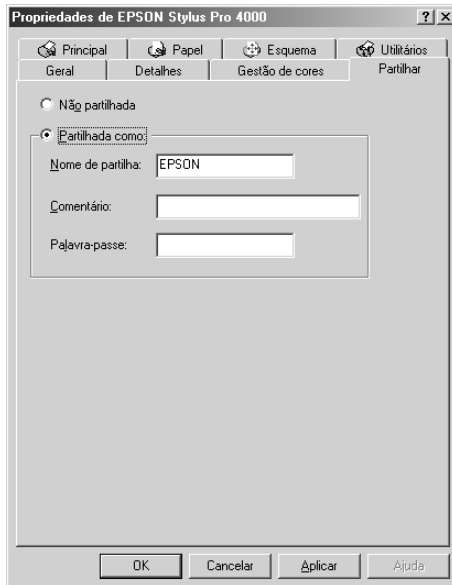 Propriedades de EPSON Stylus Pro 4000
Principal Papel Esquema Utilitários
Geral Detalhes Gestão de cores Partilhar
Não partilhada
Partilhada como:
Nome de partilha: EPSON
Comentário:
Palavra-passe:
OK Cancelar Aplicar Ajuda